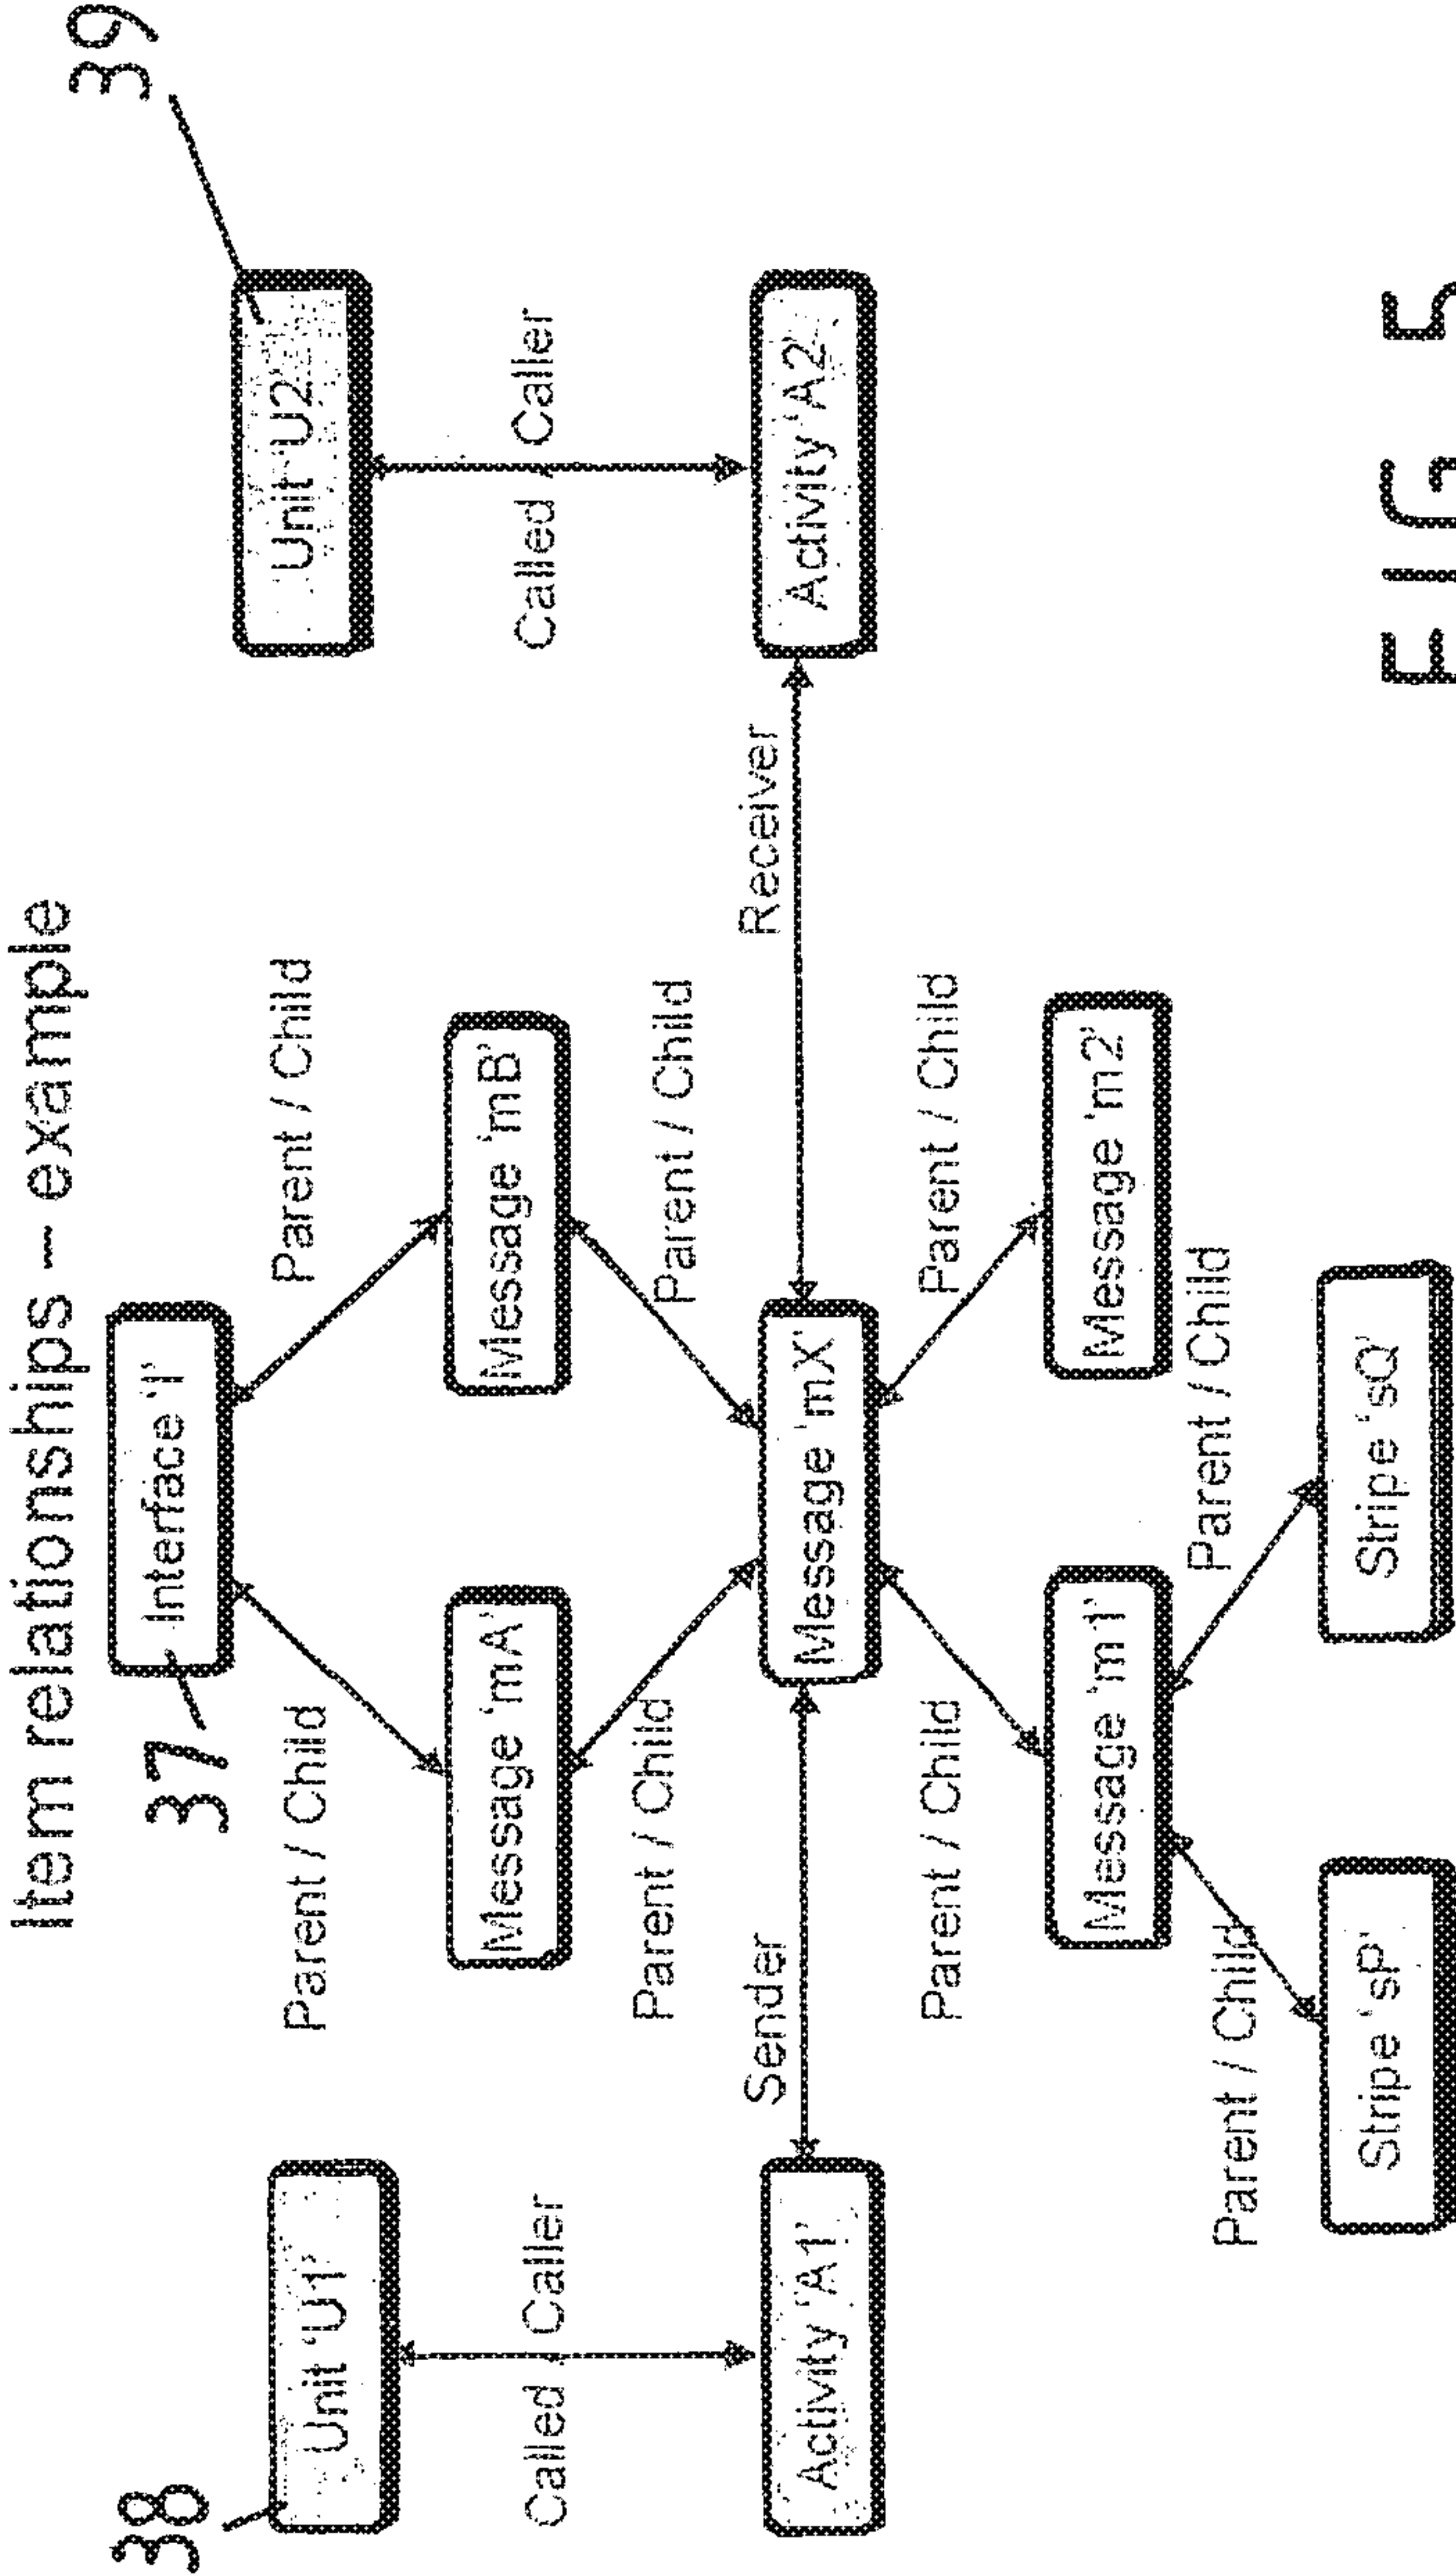 Item relationships – example
39
37
38
Interface 'I'
Unit 'U2'
Unit 'U1'
Parent / Child
Parent / Child
Called / Caller
Called / Caller
Message 'mA'
Message 'mB'
Parent / Child
Parent / Child
Sender
Receiver
Activity 'A1'
Message 'mX'
Activity 'A2'
Parent / Child
Parent / Child
Message 'm1'
Message 'm2'
Parent / Child
Parent / Child
Stripe 'sP'
Stripe 'sQ'
FIG 5